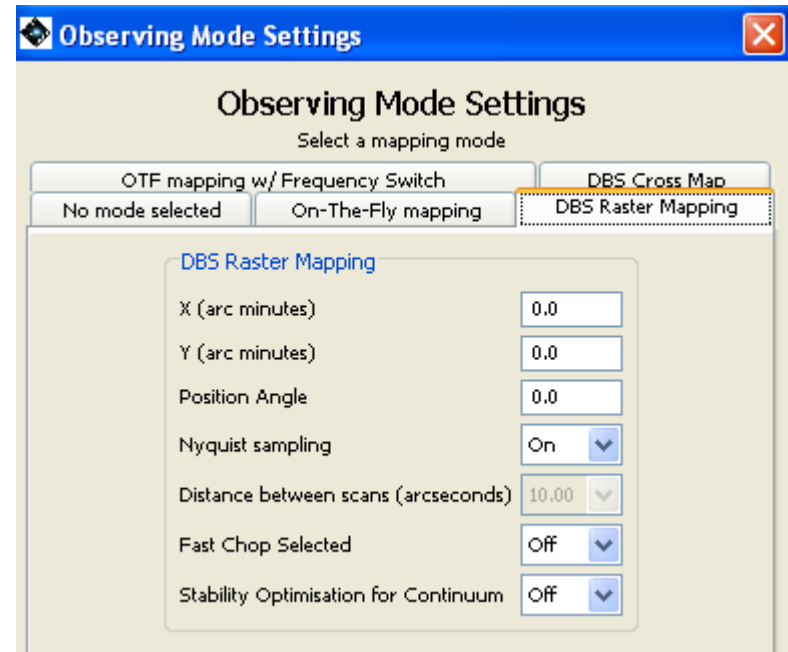 Observing Mode Settings
Observing Mode Settings
Select a mapping mode
OTF mapping w/ Frequency Switch DBS Cross Map
No mode selected On-The-Fly mapping DBS Raster Mapping
DBS Raster Mapping
X (arc minutes) 0.0
Y (arc minutes) 0.0
Position Angle 0.0
Nyquist sampling On
Distance between scans (arcseconds) 10.00
Fast Chop Selected Off
Stability Optimisation for Continuum Off